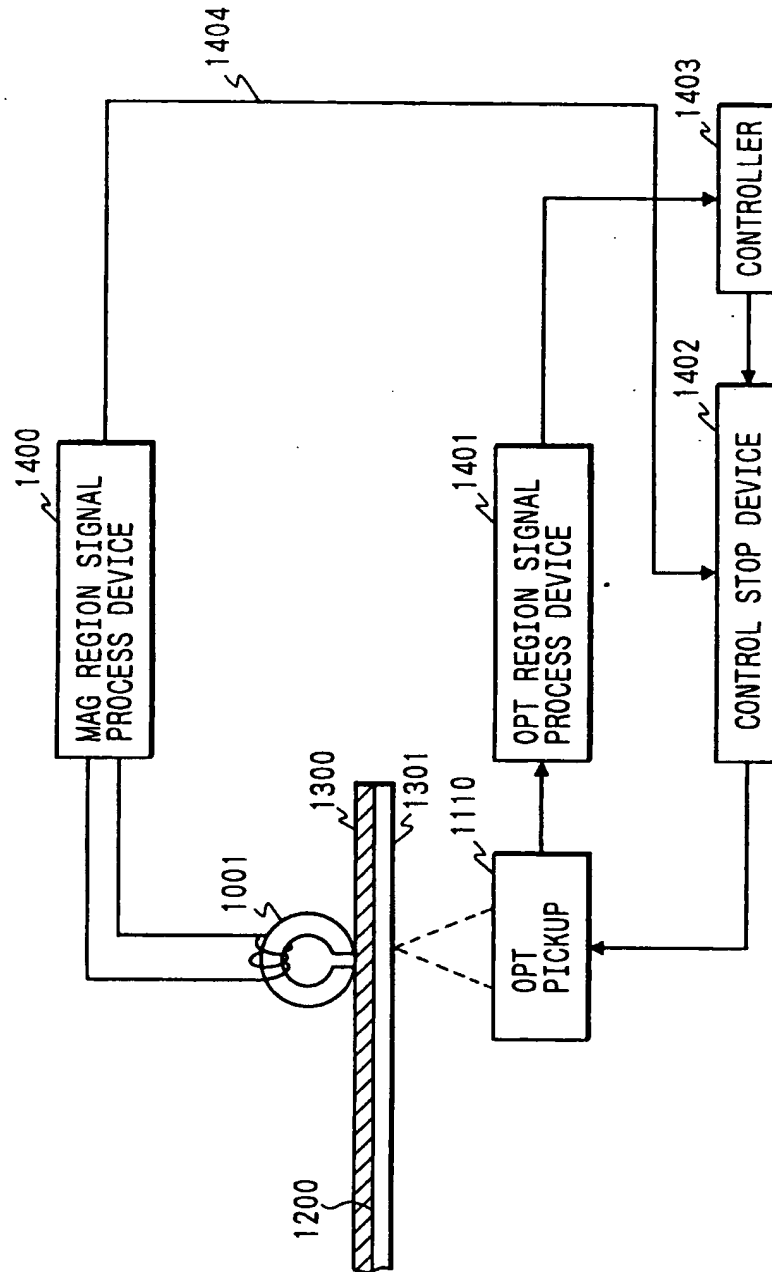 1404
1400
MAG REGION SIGNAL
PROCESS DEVICE
1403
CONTROLLER
1402
CONTROL STOP DEVICE
1401
OPT REGION SIGNAL
PROCESS DEVICE
1001
1300
1301
1200
1110
OPT
PICKUP